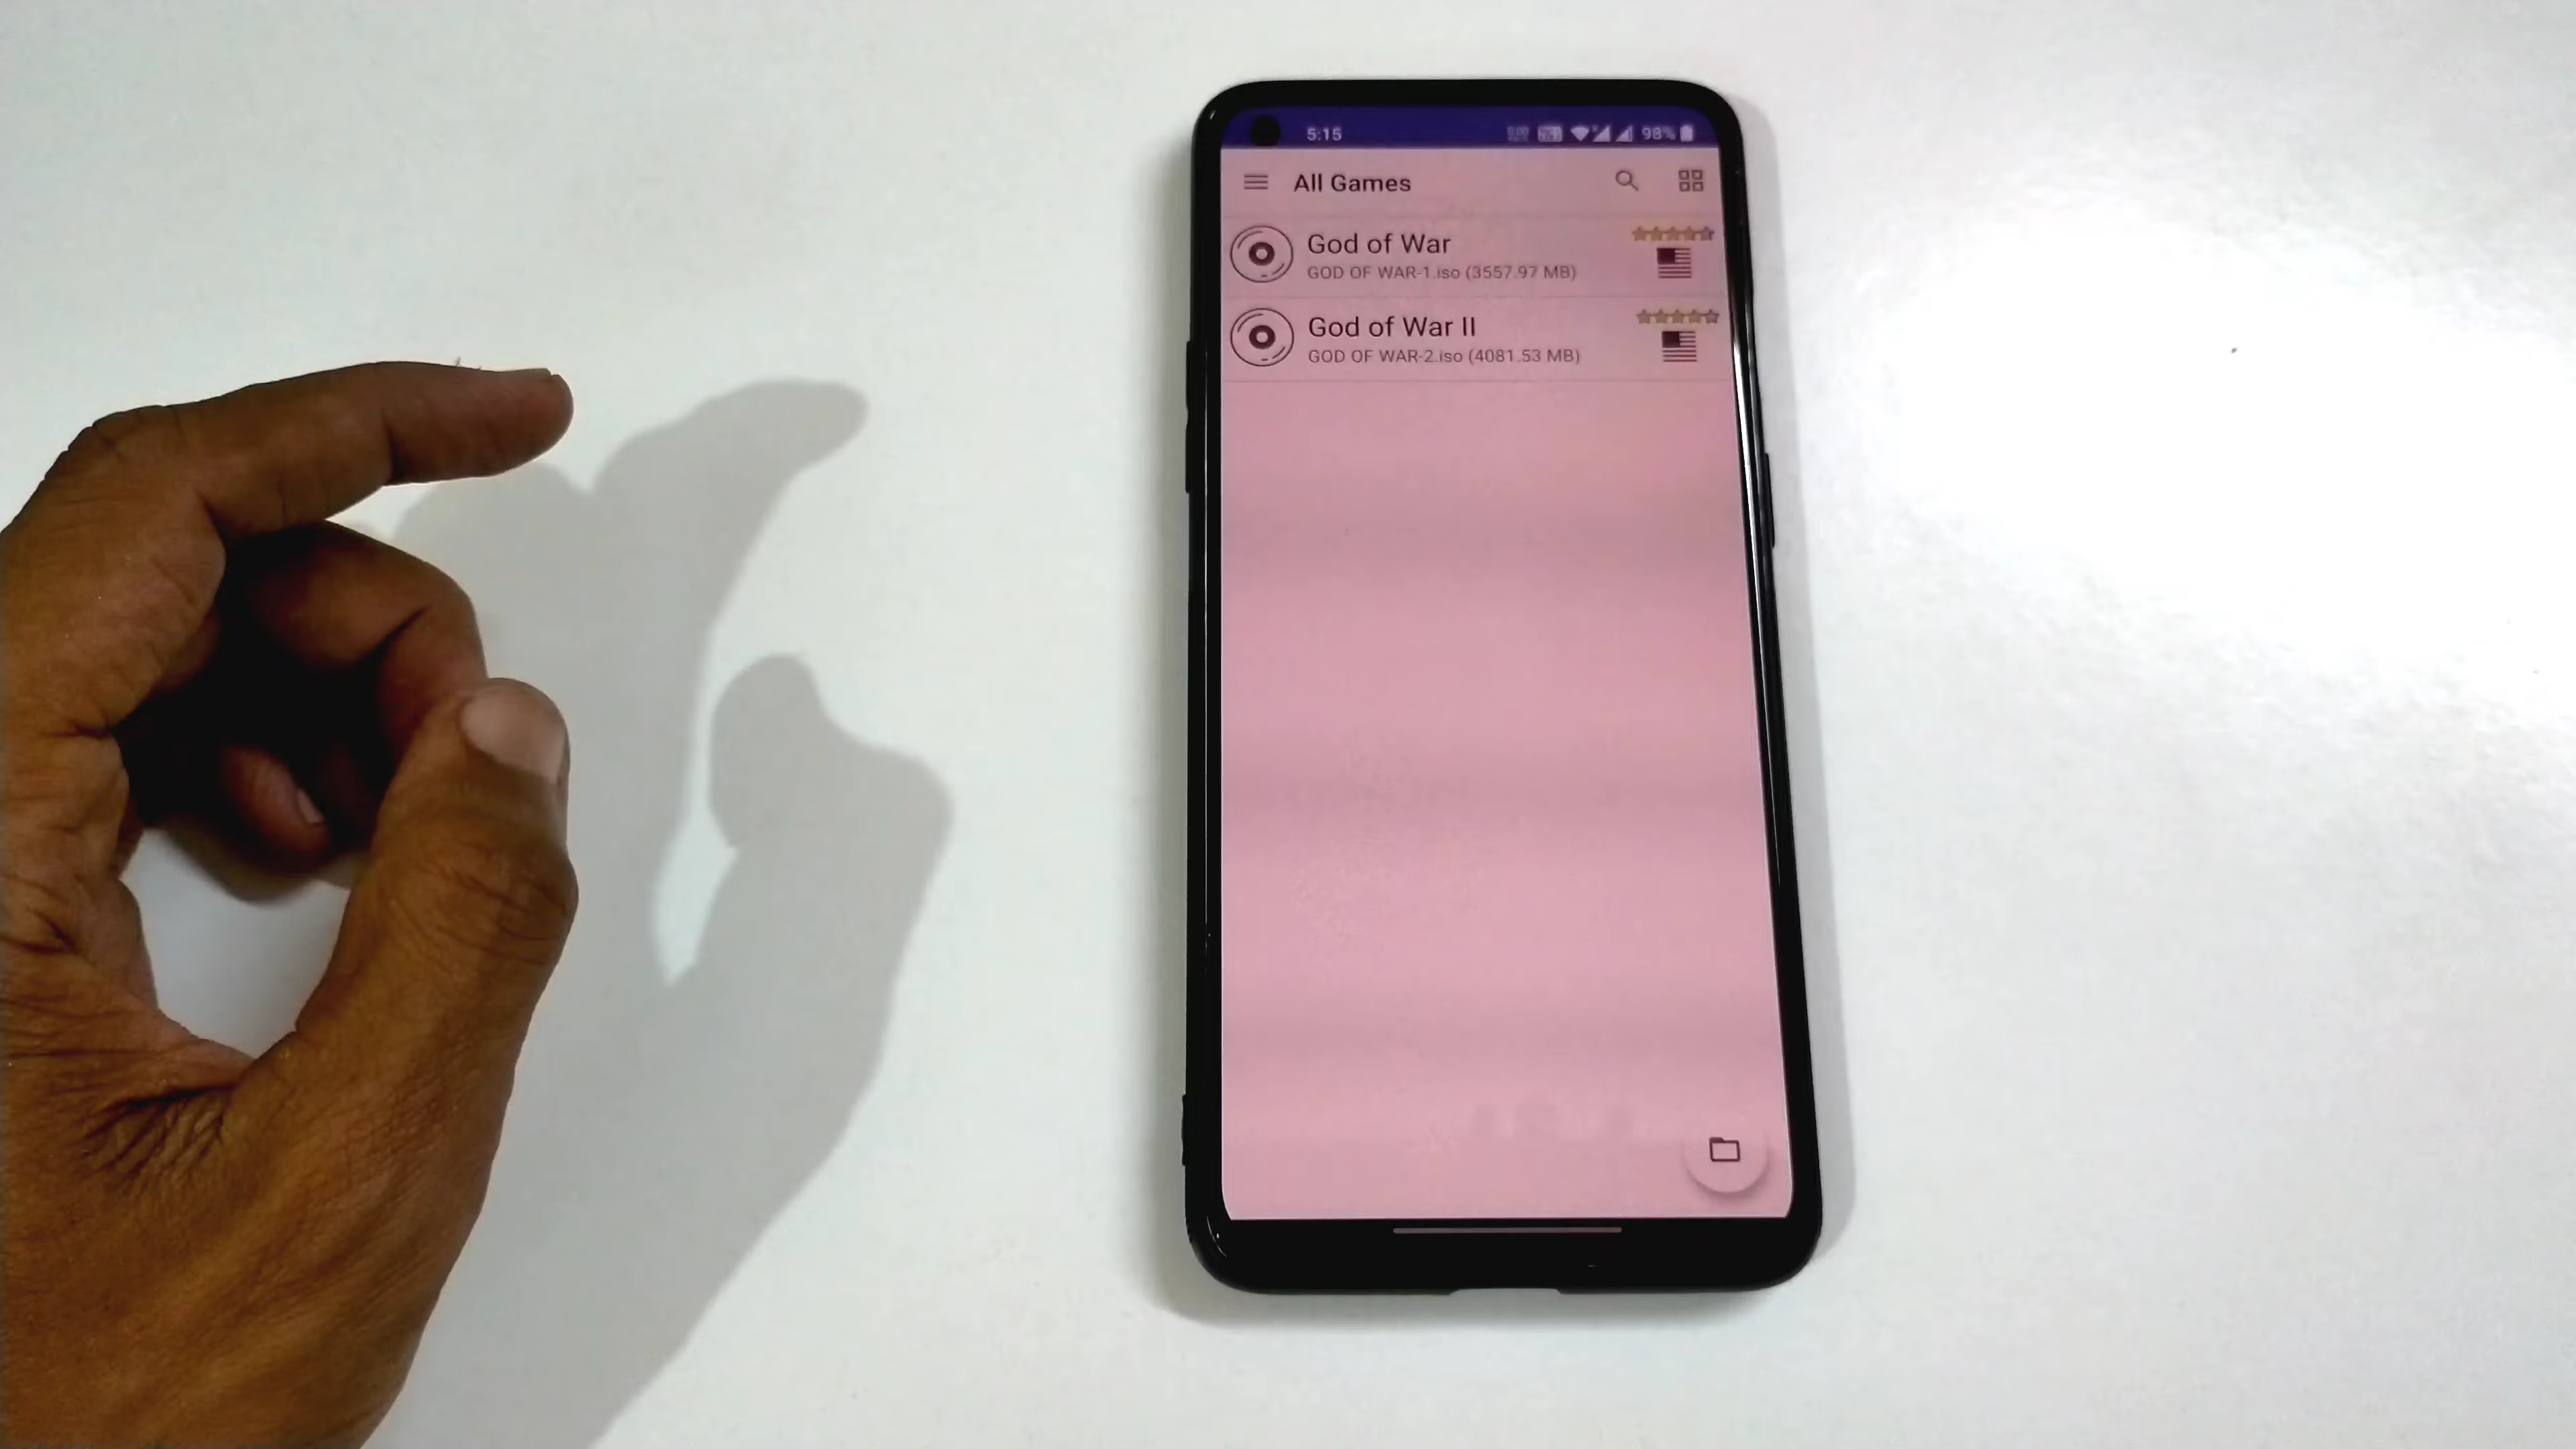 5:15
98%
All Games
God of War
GOD OF WAR-1.iso (3557.97 MB)
God of War II
GOD OF WAR-2.iso (4081.53 MB)